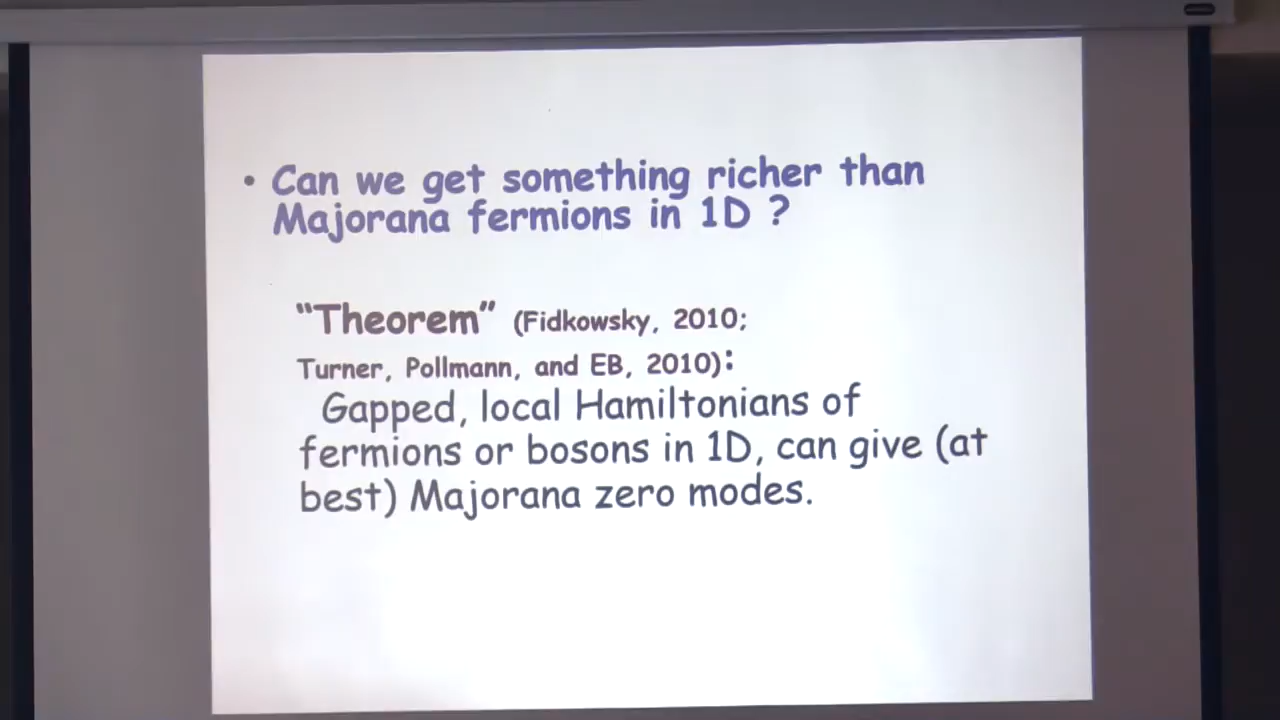 • Can we get something richer than
Majorana fermions in 1D ?
“Theorem” (Fidkowsky, 2010;
Turner, Pollmann, and EB, 2010):
Gapped, local Hamiltonians of
fermions or bosons in 1D, can give (at
best) Majorana zero modes.